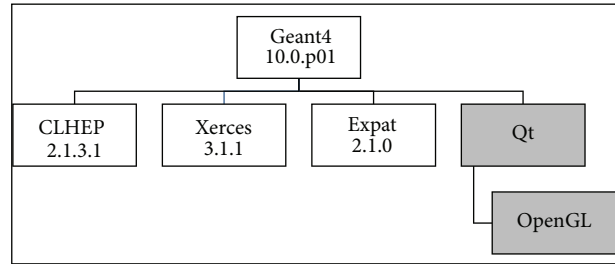 Geant4
10.0.p01
CLHEP
2.1.3.1
Xerces
3.1.1
Expat
2.1.0
Qt
OpenGL